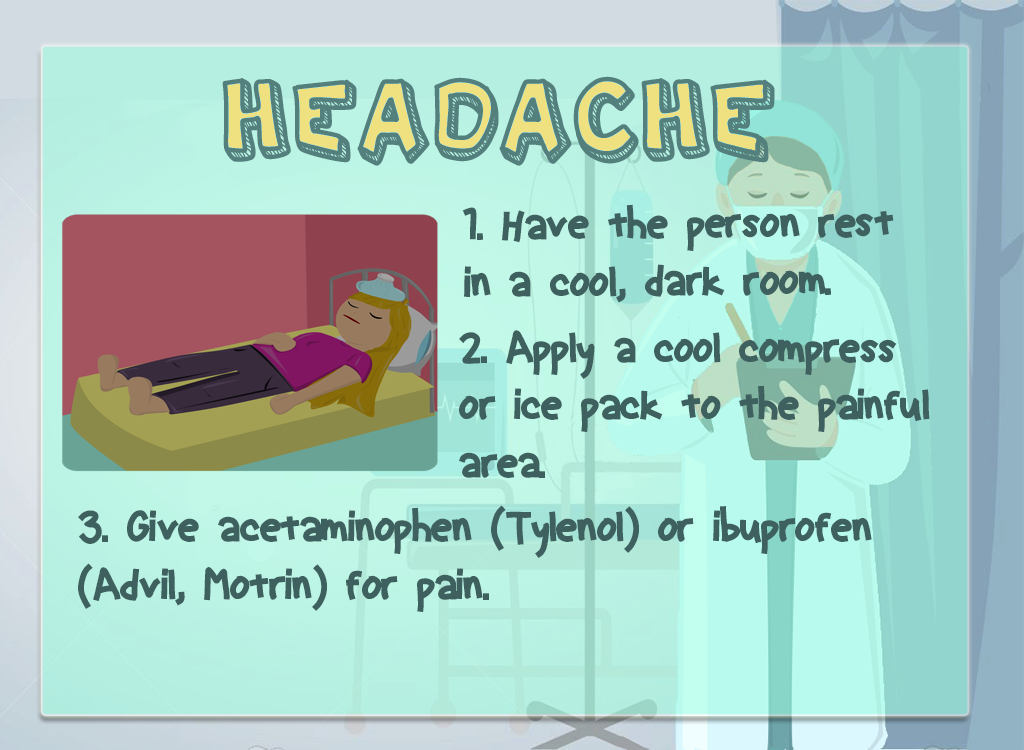 HEADACHE
1. Have the person rest
in a cool, dark room.
2. Apply a cool compress
or ice pack to the painful
area.
3. Give acetaminophen (Tylenol) or ibuprofen
(Advil, Motrin) for pain.